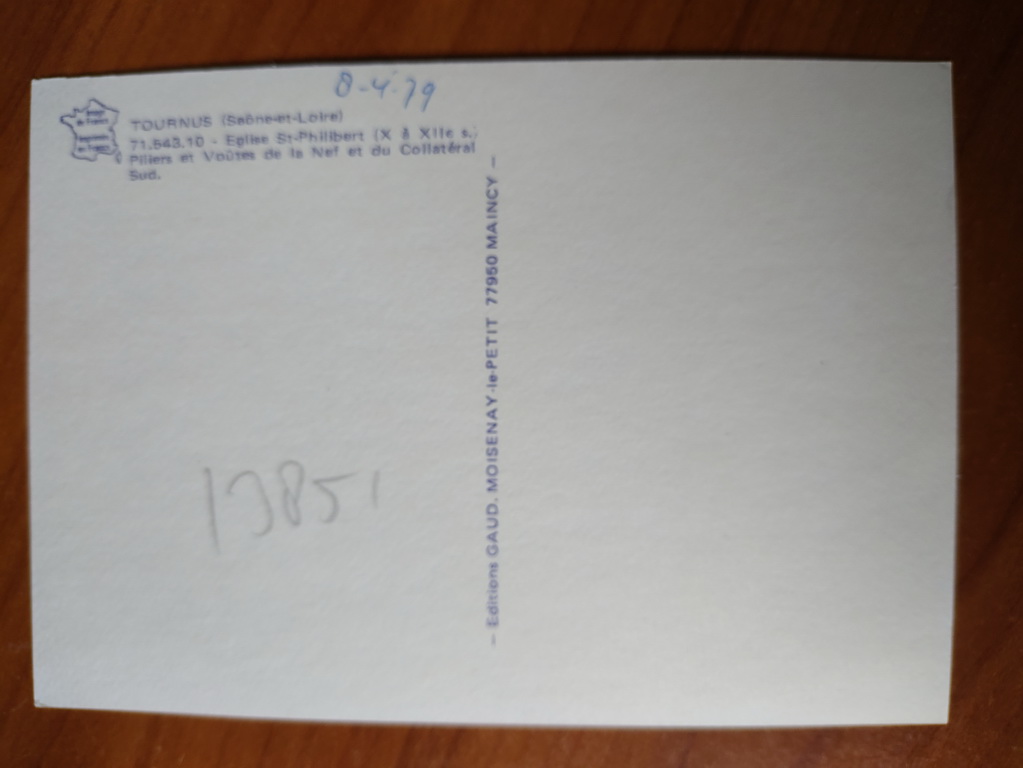 8-4-79
TOURNUS (Saône-et-Loire)
71.543.10 - Eglise St-Philibert (X à XIIe s.)
Piliers et Voûtes de la Nef et du Collatéral
Sud.
— Editions GAUD. MOISENAY-le-PETIT 77950 MAINCY —
13851